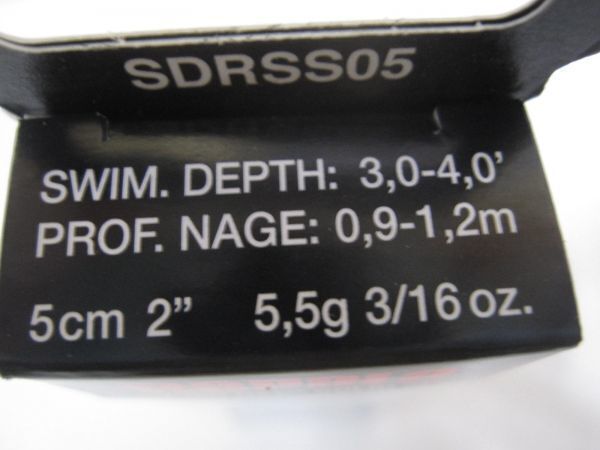 SDRSS05
SWIM. DEPTH: 3,0-4,0'
PROF. NAGE: 0,9-1,2m
5cm 2” 5,5g 3/16 oz.